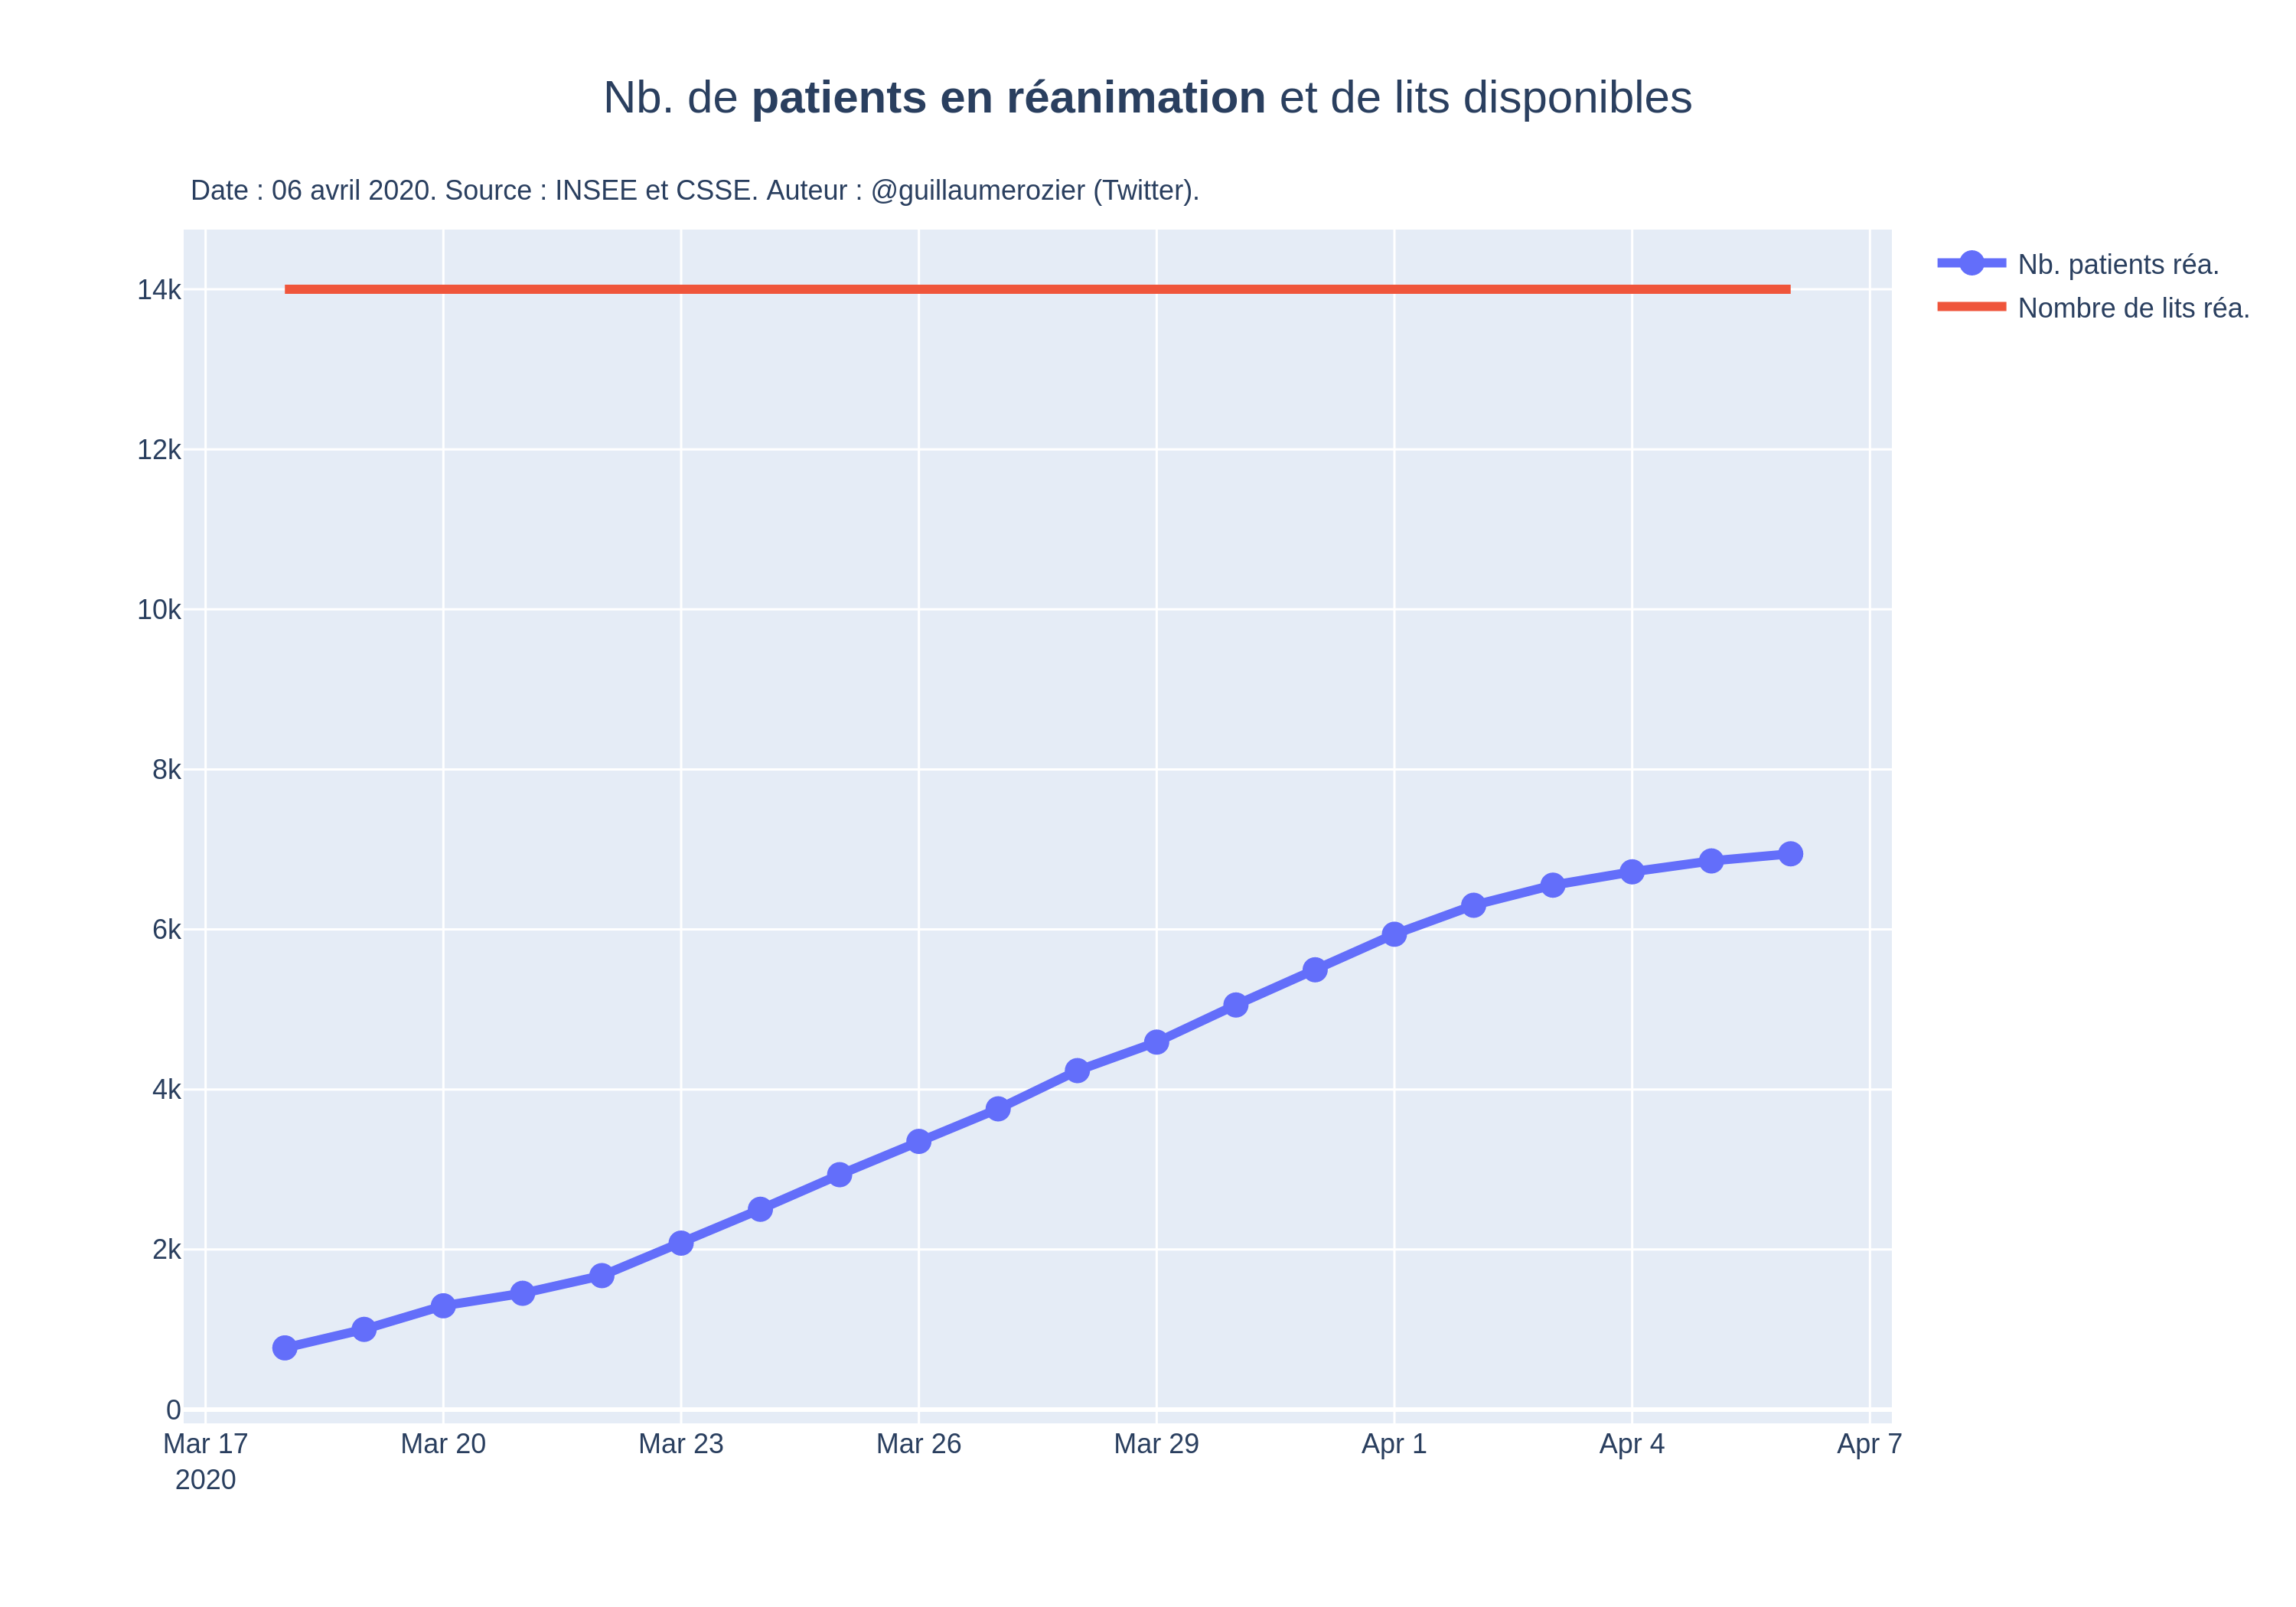 Nb. de patients en réanimation et de lits disponibles
Date : 06 avril 2020. Source : INSEE et CSSE. Auteur : @guillaumerozier (Twitter).
Nb. patients réa.
Nombre de lits réa.
14k
12k
10k
8k
6k
4k
2k
0
Mar 17 Mar 20 Mar 23 Mar 26 Mar 29 Apr 1 Apr 4 Apr 7
2020